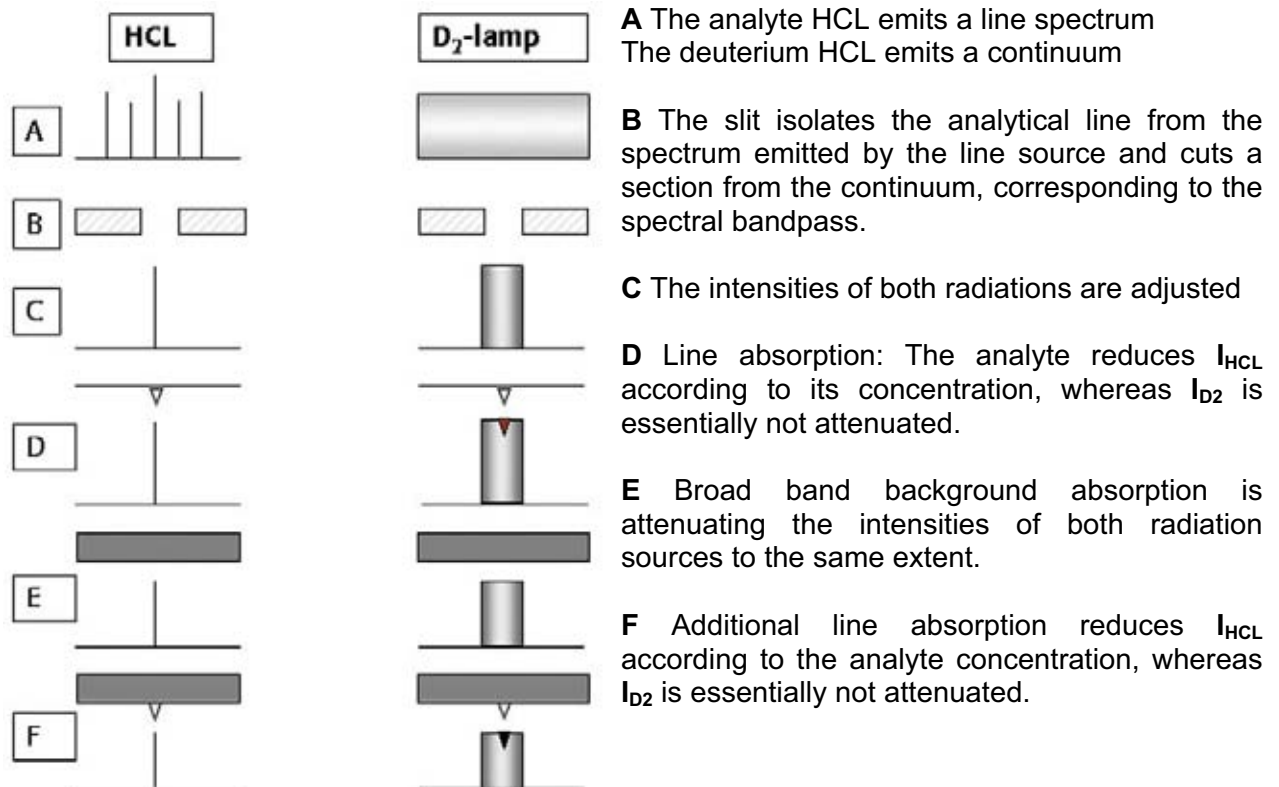 HCL
D₂-lamp
A
B
C
D
E
F
A The analyte HCL emits a line spectrum
The deuterium HCL emits a continuum
B The slit isolates the analytical line from the
spectrum emitted by the line source and cuts a
section from the continuum, corresponding to the
spectral bandpass.
C The intensities of both radiations are adjusted
D Line absorption: The analyte reduces I_HCL
according to its concentration, whereas I_D2 is
essentially not attenuated.
E Broad band background absorption is
attenuating the intensities of both radiation
sources to the same extent.
F Additional line absorption reduces I_HCL
according to the analyte concentration, whereas
I_D2 is essentially not attenuated.